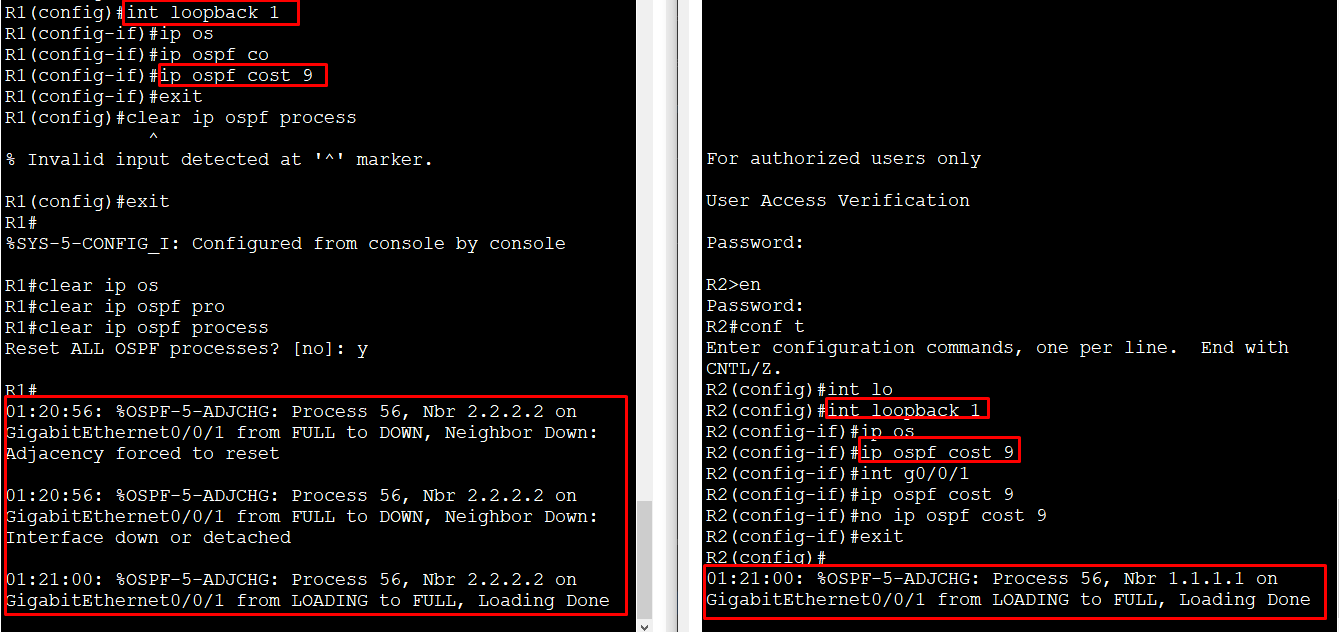 R1(config)#int loopback 1
R1(config-if)#ip os
R1(config-if)#ip ospf co
R1(config-if)#ip ospf cost 9
R1(config-if)#exit
R1(config)#clear ip ospf process
^
% Invalid input detected at '^' marker.
R1(config)#exit
R1#
%SYS-5-CONFIG_I: Configured from console by console
R1#clear ip os
R1#clear ip ospf pro
R1#clear ip ospf process
Reset ALL OSPF processes? [no]: y
R1#
01:20:56: %OSPF-5-ADJCHG: Process 56, Nbr 2.2.2.2 on
GigabitEthernet0/0/1 from FULL to DOWN, Neighbor Down:
Adjacency forced to reset
01:20:56: %OSPF-5-ADJCHG: Process 56, Nbr 2.2.2.2 on
GigabitEthernet0/0/1 from FULL to DOWN, Neighbor Down:
Interface down or detached
01:21:00: %OSPF-5-ADJCHG: Process 56, Nbr 2.2.2.2 on
GigabitEthernet0/0/1 from LOADING to FULL, Loading Done
For authorized users only
User Access Verification
Password:
R2>en
Password:
R2#conf t
Enter configuration commands, one per line.  End with
CNTL/Z.
R2(config)#int lo
R2(config)#int loopback 1
R2(config-if)#ip os
R2(config-if)#ip ospf cost 9
R2(config-if)#int g0/0/1
R2(config-if)#ip ospf cost 9
R2(config-if)#no ip ospf cost 9
R2(config-if)#exit
R2(config)#
01:21:00: %OSPF-5-ADJCHG: Process 56, Nbr 1.1.1.1 on
GigabitEthernet0/0/1 from LOADING to FULL, Loading Done